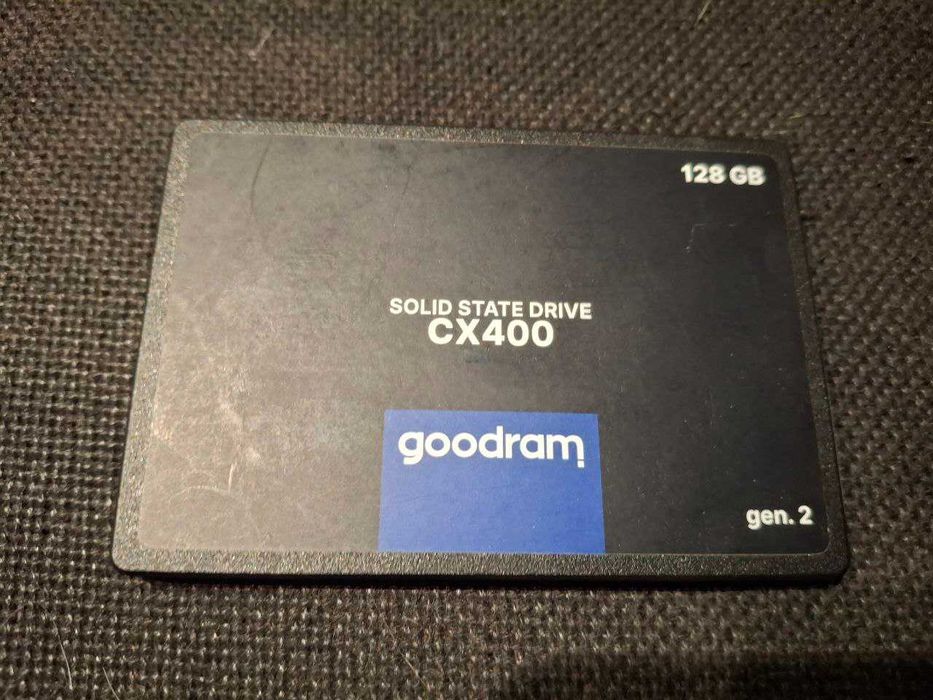 128 GB
SOLID STATE DRIVE
CX400
goodram
gen. 2